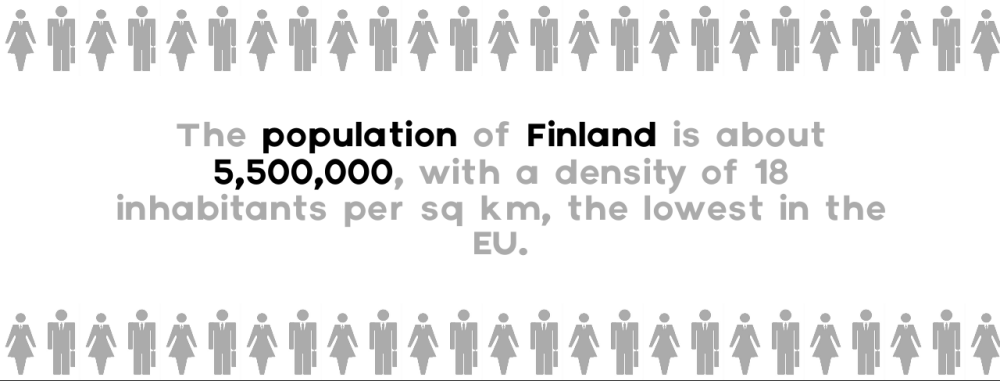 The population of Finland is about
5,500,000, with a density of 18
inhabitants per sq km, the lowest in the
EU.